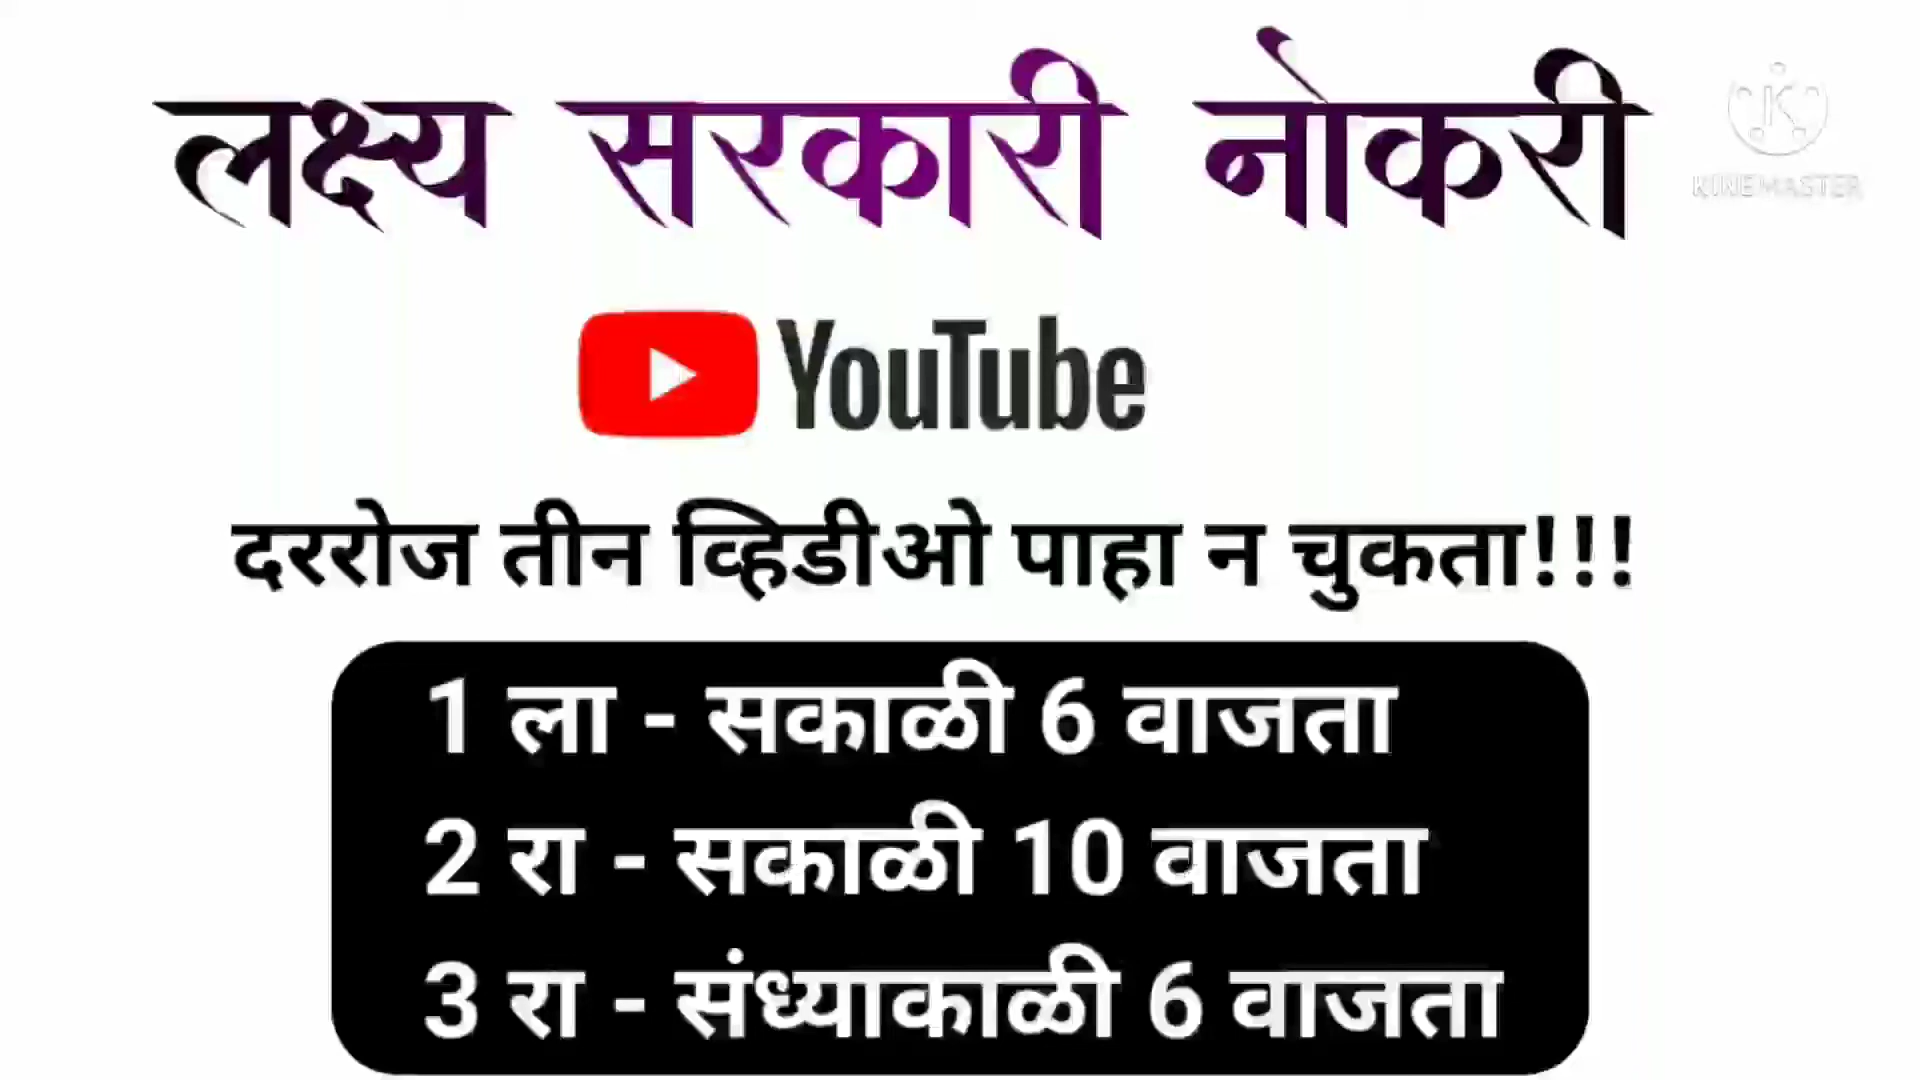 लक्ष्य सरकारी नोकरी
KINEMASTER
YouTube
दररोज तीन व्हिडीओ पाहा न चुकता!!!
1 ला - सकाळी 6 वाजता
2 रा - सकाळी 10 वाजता
3 रा - संध्याकाळी 6 वाजता